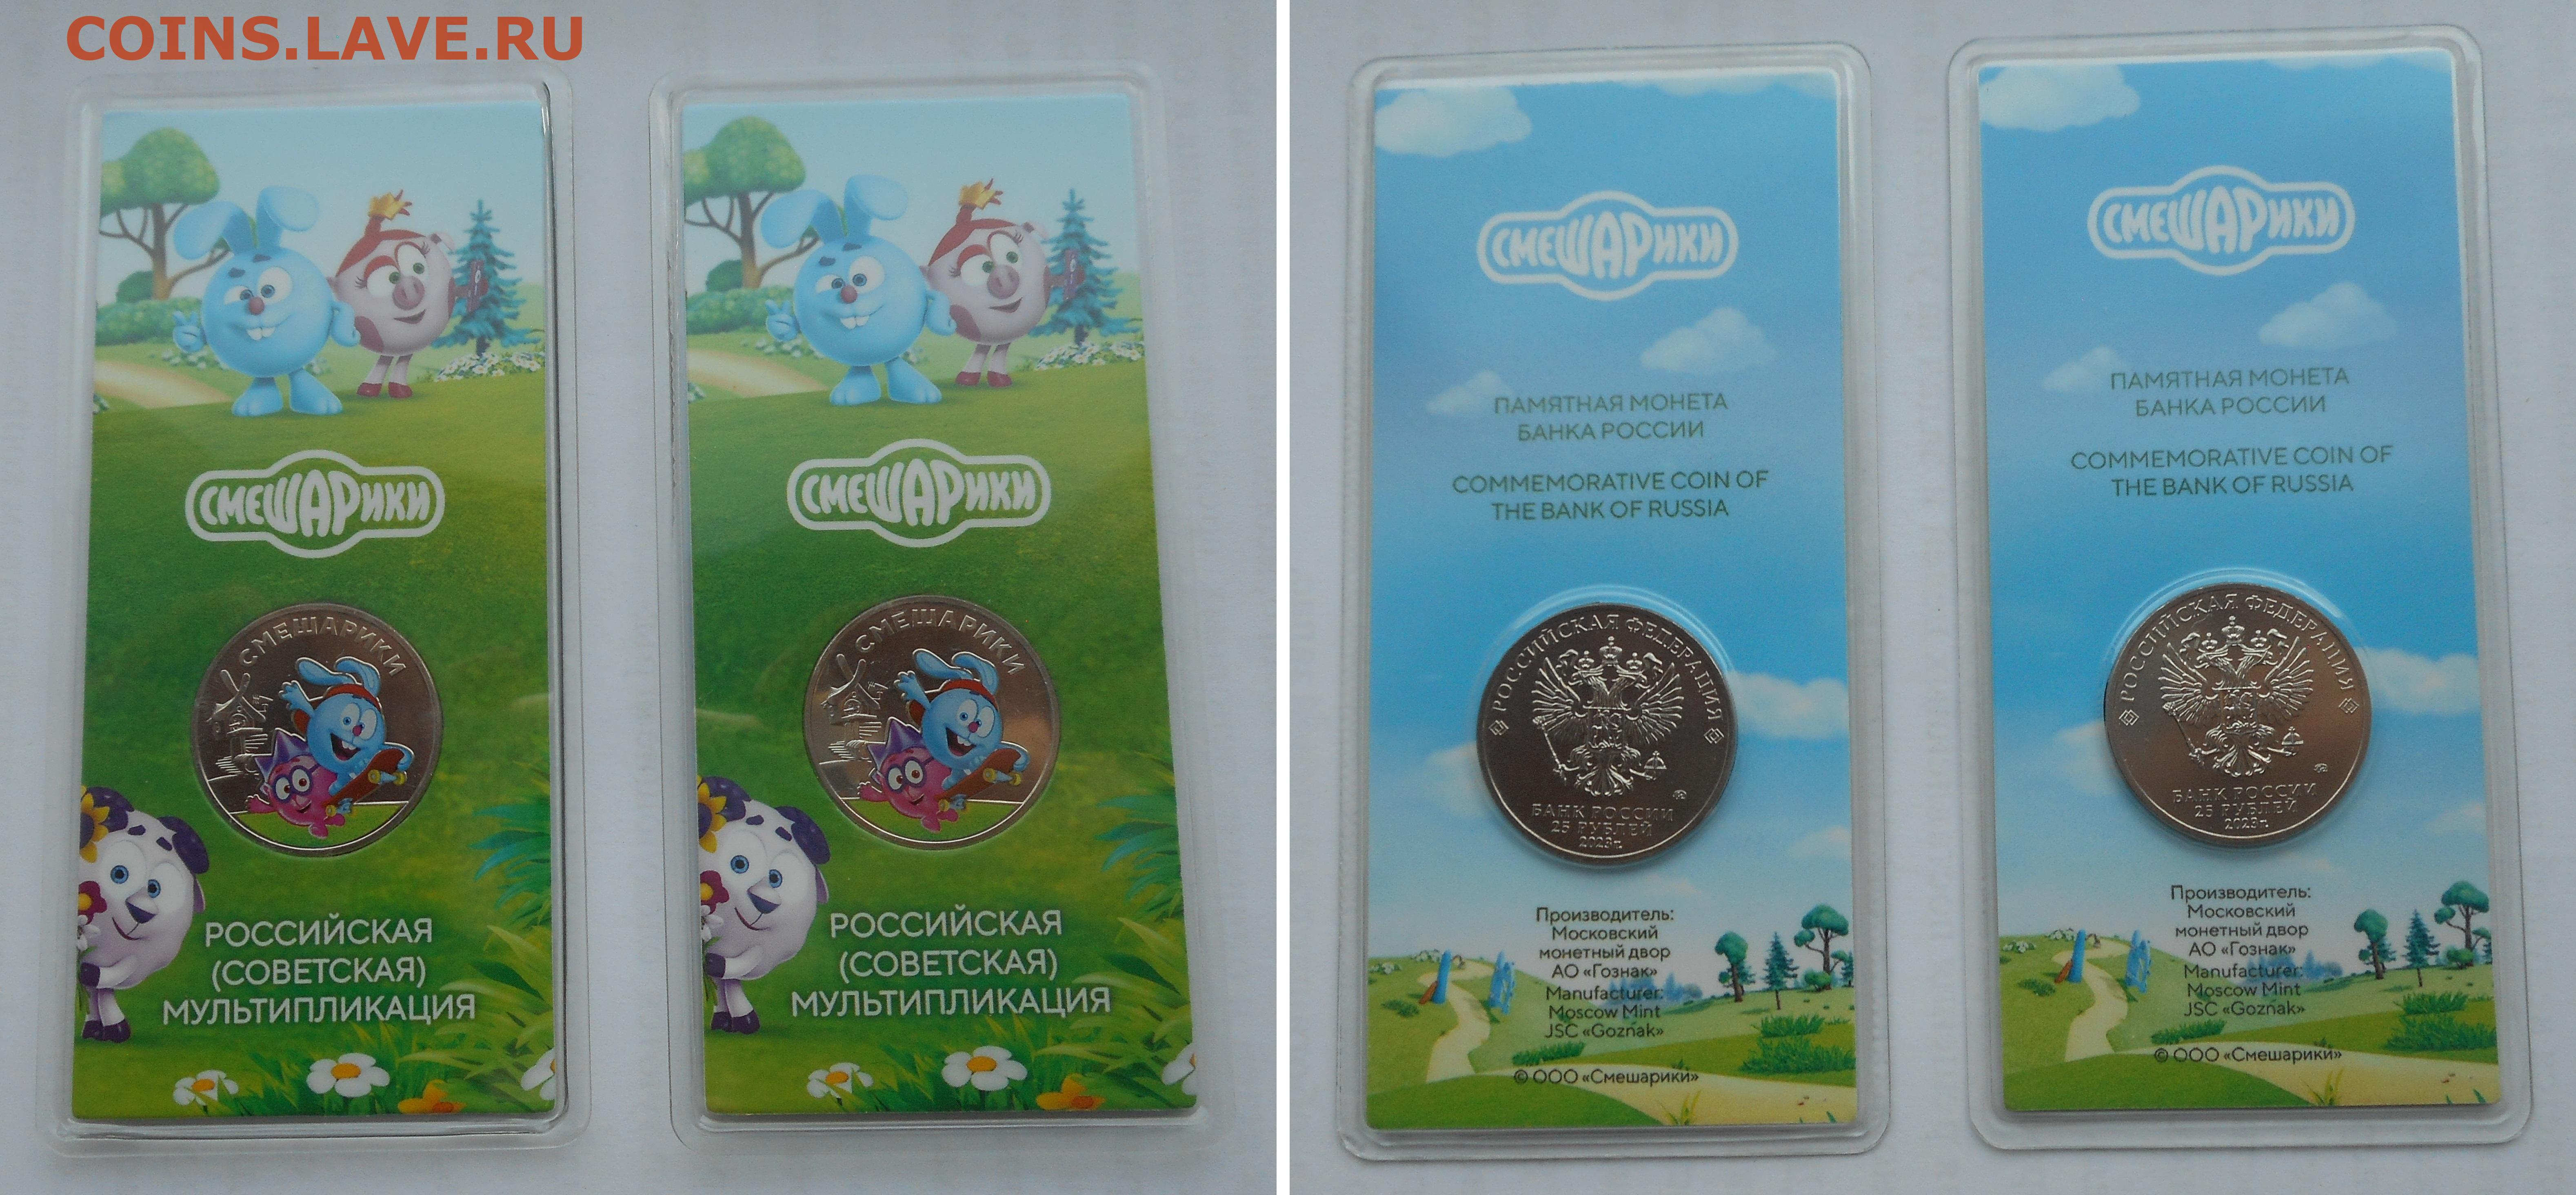 COINS.LAVE.RU
СМЕШАРИКИ
СМЕШАРИКИ
РОССИЙСКАЯ
(СОВЕТСКАЯ)
МУЛЬТИПЛИКАЦИЯ
СМЕШАРИКИ
СМЕШАРИКИ
РОССИЙСКАЯ
(СОВЕТСКАЯ)
МУЛЬТИПЛИКАЦИЯ
СМЕШАРИКИ
ПАМЯТНАЯ МОНЕТА
БАНКА РОССИИ
COMMEMORATIVE COIN OF
THE BANK OF RUSSIA
РОССИЙСКАЯ ФЕДЕРАЦИЯ
БАНК РОССИИ
25 РУБЛЕЙ
2023 г.
Производитель:
Московский
монетный двор
АО «Гознак»
Manufacturer:
Moscow Mint
JSC «Goznak»
© ООО «Смешарики»
СМЕШАРИКИ
ПАМЯТНАЯ МОНЕТА
БАНКА РОССИИ
COMMEMORATIVE COIN OF
THE BANK OF RUSSIA
РОССИЙСКАЯ ФЕДЕРАЦИЯ
БАНК РОССИИ
25 РУБЛЕЙ
2023 г.
Производитель:
Московский
монетный двор
АО «Гознак»
Manufacturer:
Moscow Mint
JSC «Goznak»
© ООО «Смешарики»